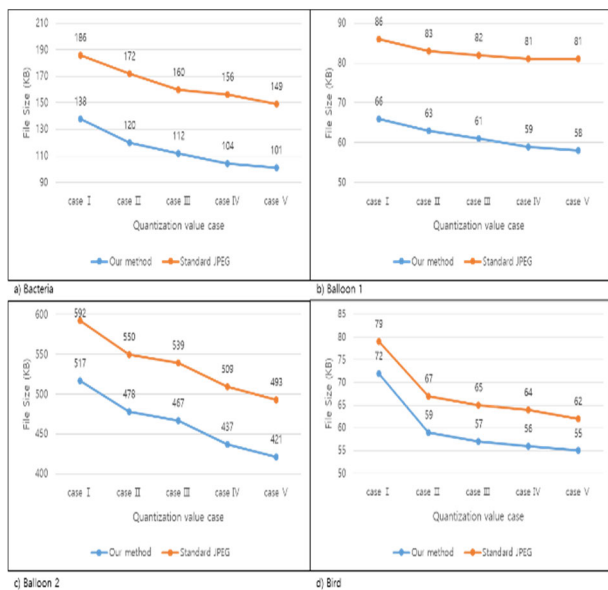 210
190
170
150
130
110
90
File Size (KB)
186
172
160
156
149
138
120
112
104
101
case Ⅰ
case Ⅱ
case Ⅲ
case Ⅳ
case Ⅴ
Quantization value case
Our method
Standard JPEG
a) Bacteria
90
80
70
60
50
File Size (KB)
86
83
82
81
81
66
63
61
59
58
case Ⅰ
case Ⅱ
case Ⅲ
case Ⅳ
case Ⅴ
Quantization value case
Our method
Standard JPEG
b) Balloon 1
600
550
500
450
400
File Size (KB)
592
550
539
509
493
517
478
467
437
421
case Ⅰ
case Ⅱ
case Ⅲ
case Ⅳ
case Ⅴ
Quantization value case
Our method
Standard JPEG
c) Balloon 2
85
80
75
70
65
60
55
50
File Size (KB)
79
67
65
64
62
72
59
57
56
55
case Ⅰ
case Ⅱ
case Ⅲ
case Ⅳ
case Ⅴ
Quantization value case
Our method
Standard JPEG
d) Bird